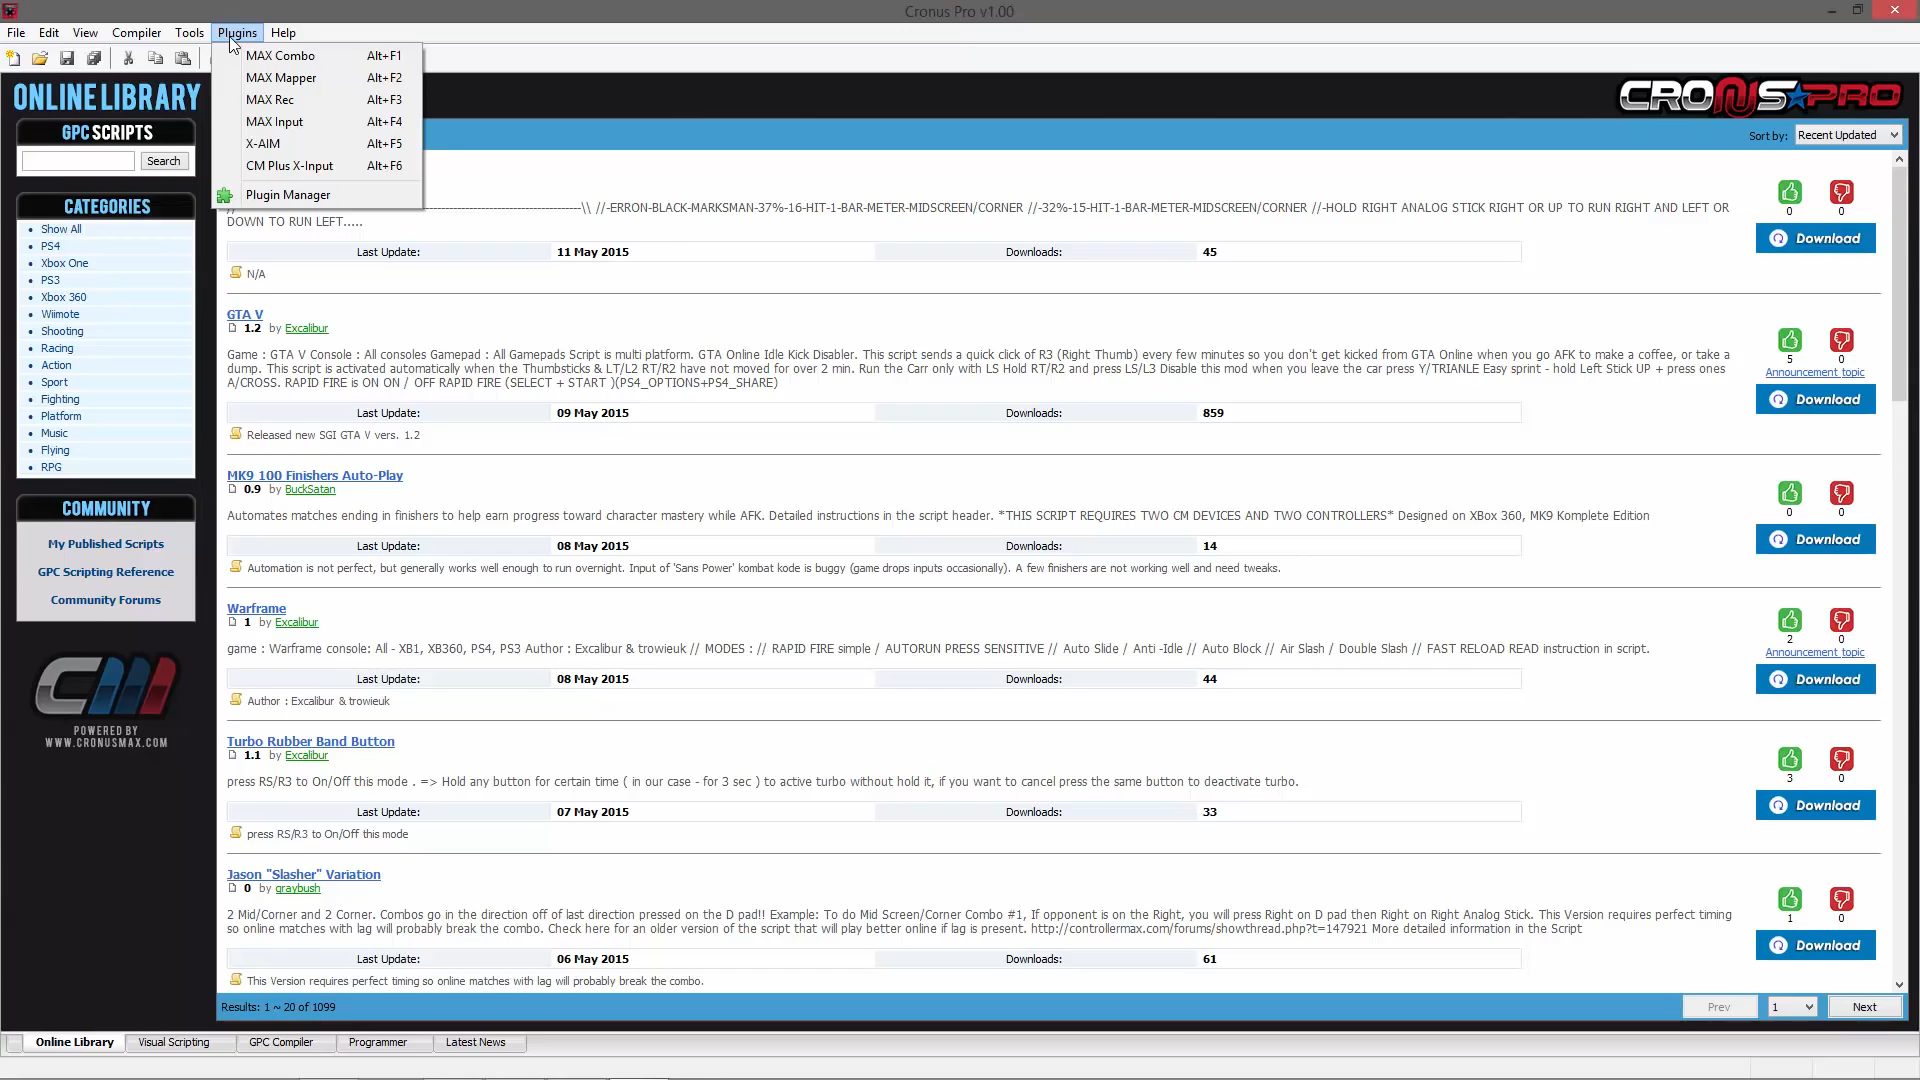 Cronus Pro v1.00
File Edit View Compiler Tools Plugins Help
MAX Combo Alt+F1
MAX Mapper Alt+F2
MAX Rec Alt+F3
MAX Input Alt+F4
X-AIM Alt+F5
CM Plus X-Input Alt+F6
Plugin Manager
ONLINE LIBRARY
GPC SCRIPTS
Search
CATEGORIES
Show All
PS4
Xbox One
PS3
Xbox 360
Wiimote
Shooting
Racing
Action
Sport
Fighting
Platform
Music
Flying
RPG
COMMUNITY
My Published Scripts
GPC Scripting Reference
Community Forums
CM
POWERED BY
WWW.CRONUSMAX.COM
CRONUS PRO
Sort by: Recent Updated
\\ //-ERRON-BLACK-MARKSMAN-37%-16-HIT-1-BAR-METER-MIDSCREEN/CORNER //-32%-15-HIT-1-BAR-METER-MIDSCREEN/CORNER //-HOLD RIGHT ANALOG STICK RIGHT OR UP TO RUN RIGHT AND LEFT OR
DOWN TO RUN LEFT.....
0 0
Download
Last Update: 11 May 2015 Downloads: 45
N/A
GTA V
1.2 by Excalibur
Game : GTA V Console : All consoles Gamepad : All Gamepads Script is multi platform. GTA Online Idle Kick Disabler. This script sends a quick click of R3 (Right Thumb) every few minutes so you don't get kicked from GTA Online when you go AFK to make a coffee, or take a
dump. This script is activated automatically when the Thumbsticks & LT/L2 RT/R2 have not moved for over 2 min. Run the Carr only with LS Hold RT/R2 and press LS/L3 Disable this mod when you leave the car press Y/TRIANLE Easy sprint - hold Left Stick UP + press ones
A/CROSS. RAPID FIRE is ON ON / OFF RAPID FIRE (SELECT + START )(PS4_OPTIONS+PS4_SHARE)
5 0
Announcement topic
Download
Last Update: 09 May 2015 Downloads: 859
Released new SGI GTA V vers. 1.2
MK9 100 Finishers Auto-Play
0.9 by BuckSatan
Automates matches ending in finishers to help earn progress toward character mastery while AFK. Detailed instructions in the script header. *THIS SCRIPT REQUIRES TWO CM DEVICES AND TWO CONTROLLERS* Designed on XBox 360, MK9 Komplete Edition
0 0
Download
Last Update: 08 May 2015 Downloads: 14
Automation is not perfect, but generally works well enough to run overnight. Input of 'Sans Power' kombat kode is buggy (game drops inputs occasionally). A few finishers are not working well and need tweaks.
Warframe
1 by Excalibur
game : Warframe console: All - XB1, XB360, PS4, PS3 Author : Excalibur & trowieuk // MODES : // RAPID FIRE simple / AUTORUN PRESS SENSITIVE // Auto Slide / Anti -Idle // Auto Block // Air Slash / Double Slash // FAST RELOAD READ instruction in script.
2 0
Announcement topic
Download
Last Update: 08 May 2015 Downloads: 44
Author : Excalibur & trowieuk
Turbo Rubber Band Button
1.1 by Excalibur
press RS/R3 to On/Off this mode . => Hold any button for certain time ( in our case - for 3 sec ) to active turbo without hold it, if you want to cancel press the same button to deactivate turbo.
3 0
Download
Last Update: 07 May 2015 Downloads: 33
press RS/R3 to On/Off this mode
Jason "Slasher" Variation
0 by graybush
2 Mid/Corner and 2 Corner. Combos go in the direction off of last direction pressed on the D pad!! Example: To do Mid Screen/Corner Combo #1, If opponent is on the Right, you will press Right on D pad then Right on Right Analog Stick. This Version requires perfect timing
so online matches with lag will probably break the combo. Check here for an older version of the script that will play better online if lag is present. http://controllermax.com/forums/showthread.php?t=147921 More detailed information in the Script
1 0
Download
Last Update: 06 May 2015 Downloads: 61
This Version requires perfect timing so online matches with lag will probably break the combo.
Results: 1 ~ 20 of 1099
Prev 1 Next
Online Library Visual Scripting GPC Compiler Programmer Latest News